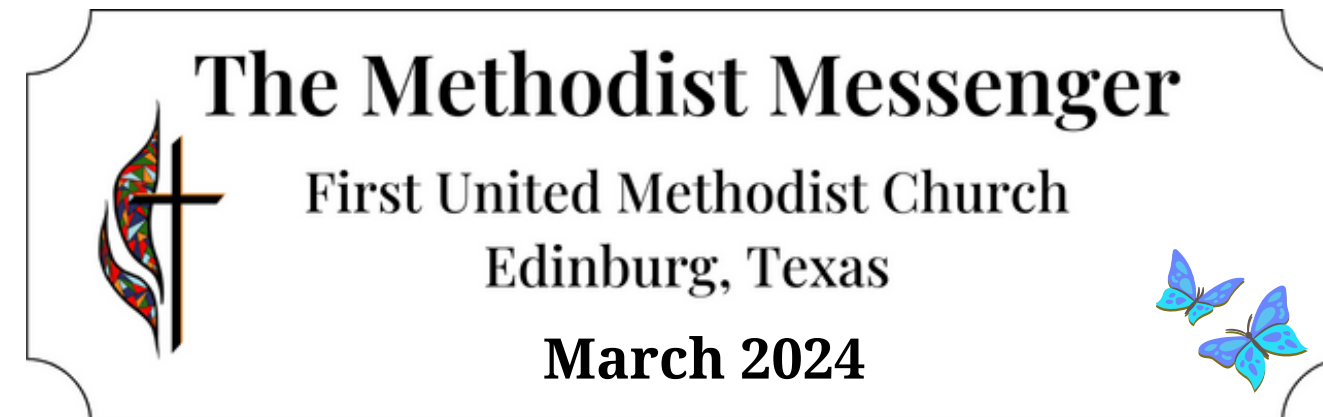 The Methodist Messenger
First United Methodist Church
Edinburg, Texas
March 2024